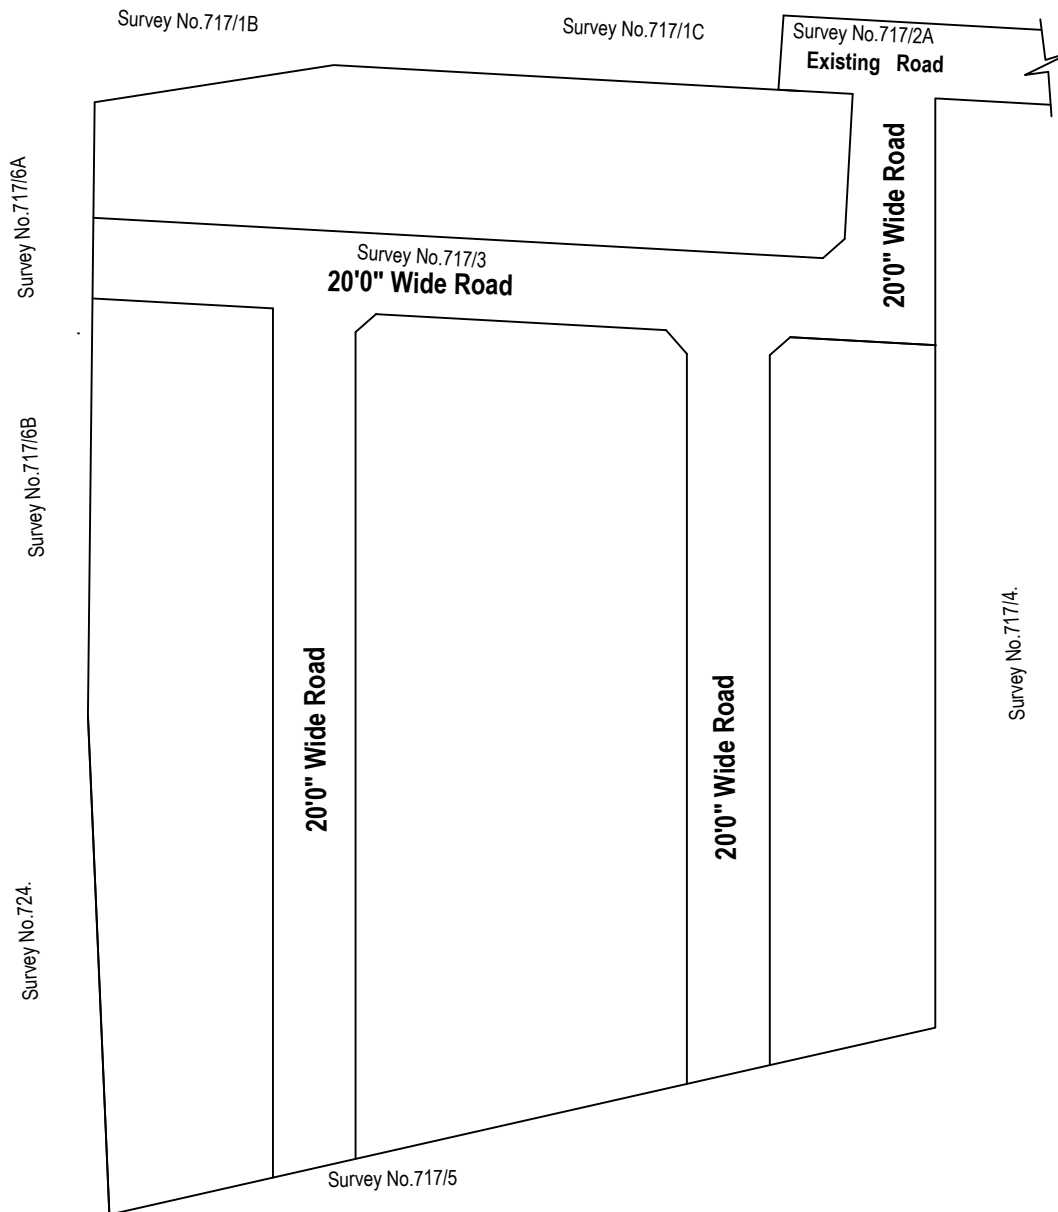 Survey No.717/1B
Survey No.717/1C
Survey No.717/2A
Existing Road
20'0" Wide Road
Survey No.717/6A
Survey No.717/3
20'0" Wide Road
Survey No.717/6B
Survey No.717/4.
20'0" Wide Road
20'0" Wide Road
Survey No.724.
Survey No.717/5